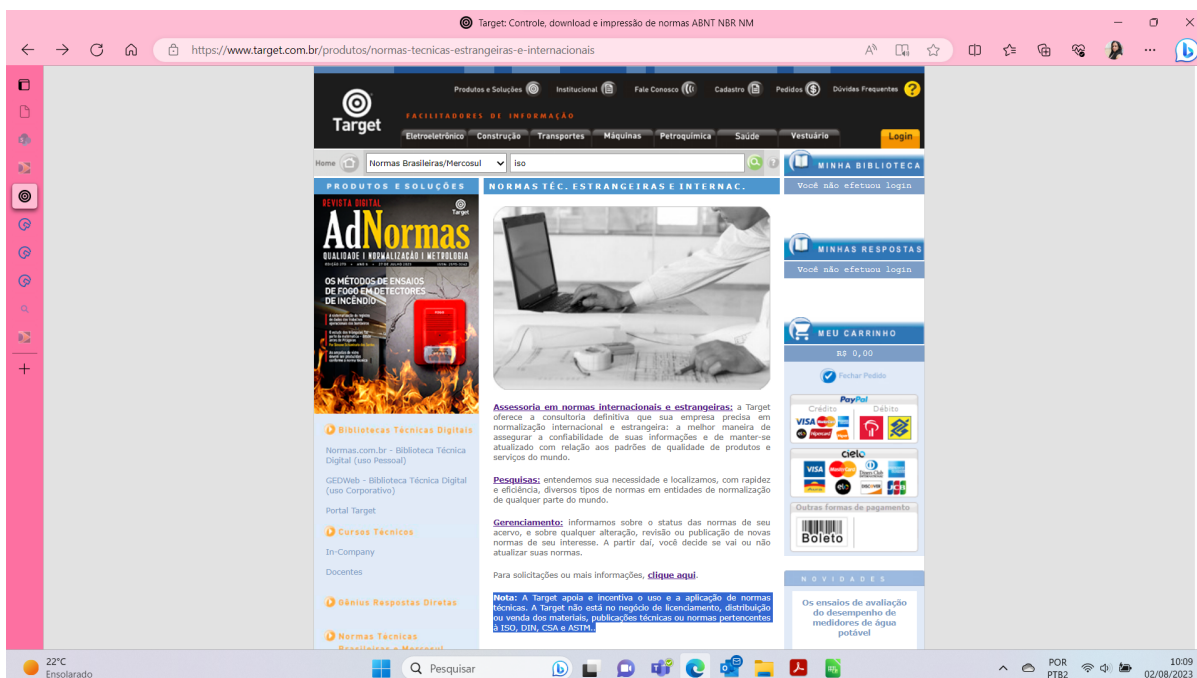 Target: Controle, download e impressão de normas ABNT NBR NM
https://www.target.com.br/produtos/normas-tecnicas-estrangeiras-e-internacionais
Produtos e Soluções
Institucional
Fale Conosco
Cadastro
Pedidos
Dúvidas Frequentes
Target
FACILITADORES DE INFORMAÇÃO
Eletroeletrônico
Construção
Transportes
Máquinas
Petroquímica
Saúde
Vestuário
Login
Home
Normas Brasileiras/Mercosul
iso
PRODUTOS E SOLUÇÕES
REVISTA DIGITAL
Target
AdNormas
QUALIDADE | NORMALIZAÇÃO | METROLOGIA
OS MÉTODOS DE ENSAIOS
DE FOGO EM DETECTORES
DE INCÊNDIO
Bibliotecas Técnicas Digitais
Normas.com.br - Biblioteca Técnica
Digital (uso Pessoal)
GEDWeb - Biblioteca Técnica Digital
(uso Corporativo)
Portal Target
Cursos Técnicos
In-Company
Docentes
Gênius Respostas Diretas
Normas Técnicas
Brasileiras e Mercosul
NORMAS TÉC. ESTRANGEIRAS E INTERNAC.
Assessoria em normas internacionais e estrangeiras: a Target
oferece a consultoria definitiva que sua empresa precisa em
normalização internacional e estrangeira: a melhor maneira de
assegurar a confiabilidade de suas informações e de manter-se
atualizado com relação aos padrões de qualidade de produtos e
serviços do mundo.
Pesquisas: entendemos sua necessidade e localizamos, com rapidez
e eficiência, diversos tipos de normas em entidades de normalização
de qualquer parte do mundo.
Gerenciamento: informamos sobre o status das normas de seu
acervo, e sobre qualquer alteração, revisão ou publicação de novas
normas de seu interesse. A partir daí, você decide se vai ou não
atualizar suas normas.
Para solicitações ou mais informações, clique aqui.
Nota: A Target apoia e incentiva o uso e a aplicação de normas
técnicas. A Target não está no negócio de licenciamento, distribuição
ou venda dos materiais, publicações técnicas ou normas pertencentes
à ISO, DIN, CSA e ASTM..
MINHA BIBLIOTECA
Você não efetuou login
MINHAS RESPOSTAS
Você não efetuou login
MEU CARRINHO
R$ 0,00
Fechar Pedido
PayPal
Crédito
Débito
VISA
cielo
VISA
elo
DISCOVER
JCB
Outras formas de pagamento
Boleto
NOVIDADES
Os ensaios de avaliação
do desempenho de
medidores de água
potável
22°C
Ensolarado
Pesquisar
POR
PTB2
10:09
02/08/2023